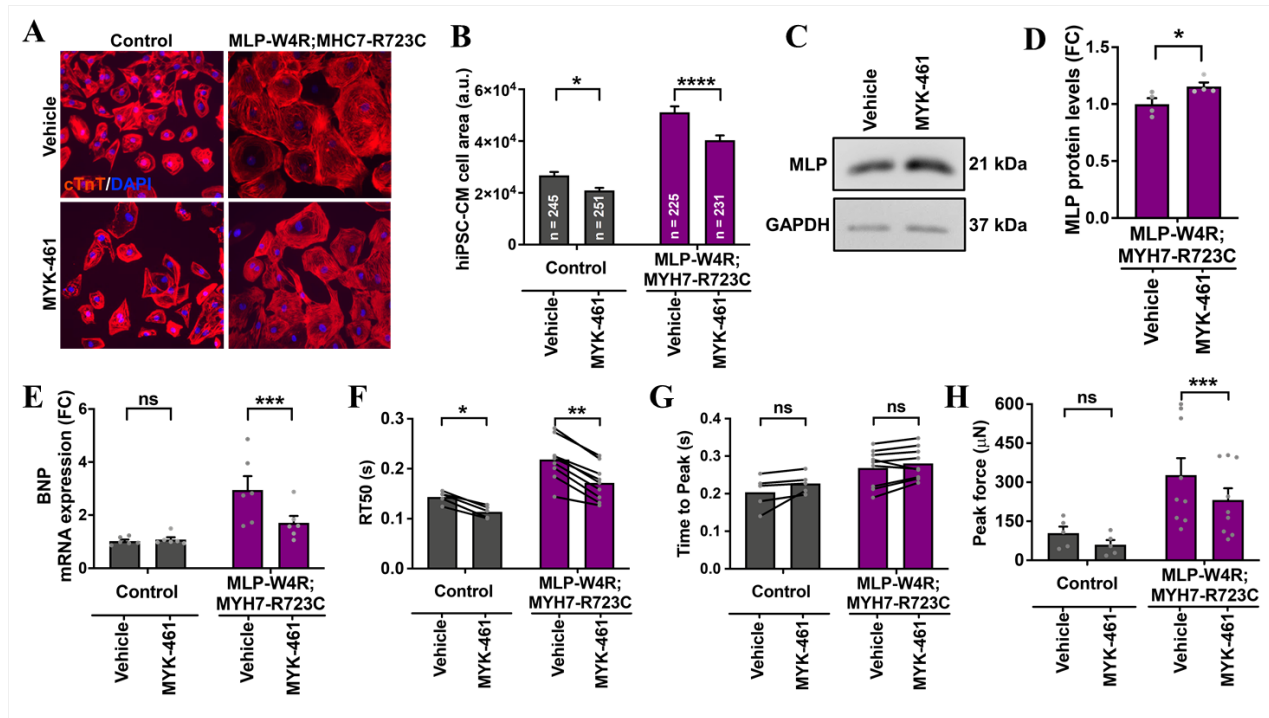 A
Control
MLP-W4R;MHC7-R723C
Vehicle
cTnT/DAPI
MYK-461
B
hiPSC-CM cell area (a.u.)
6×10⁴
4×10⁴
2×10⁴
0
*
****
n = 245
n = 251
n = 225
n = 231
Control
MLP-W4R;
MYH7-R723C
Vehicle
MYK-461
Vehicle
MYK-461
C
Vehicle
MYK-461
MLP
21 kDa
GAPDH
37 kDa
D
MLP protein levels (FC)
1.5
1.0
0.5
0.0
*
MLP-W4R;
MYH7-R723C
Vehicle
MYK-461
E
BNP
mRNA expression (FC)
6
4
2
0
ns
***
Control
MLP-W4R;
MYH7-R723C
Vehicle
MYK-461
Vehicle
MYK-461
F
RT50 (s)
0.3
0.2
0.1
0.0
*
**
Control
MLP-W4R;
MYH7-R723C
Vehicle
MYK-461
Vehicle
MYK-461
G
Time to Peak (s)
0.4
0.3
0.2
0.1
0.0
ns
ns
Control
MLP-W4R;
MYH7-R723C
Vehicle
MYK-461
Vehicle
MYK-461
H
Peak force (µN)
600
450
300
150
0
ns
***
Control
MLP-W4R;
MYH7-R723C
Vehicle
MYK-461
Vehicle
MYK-461